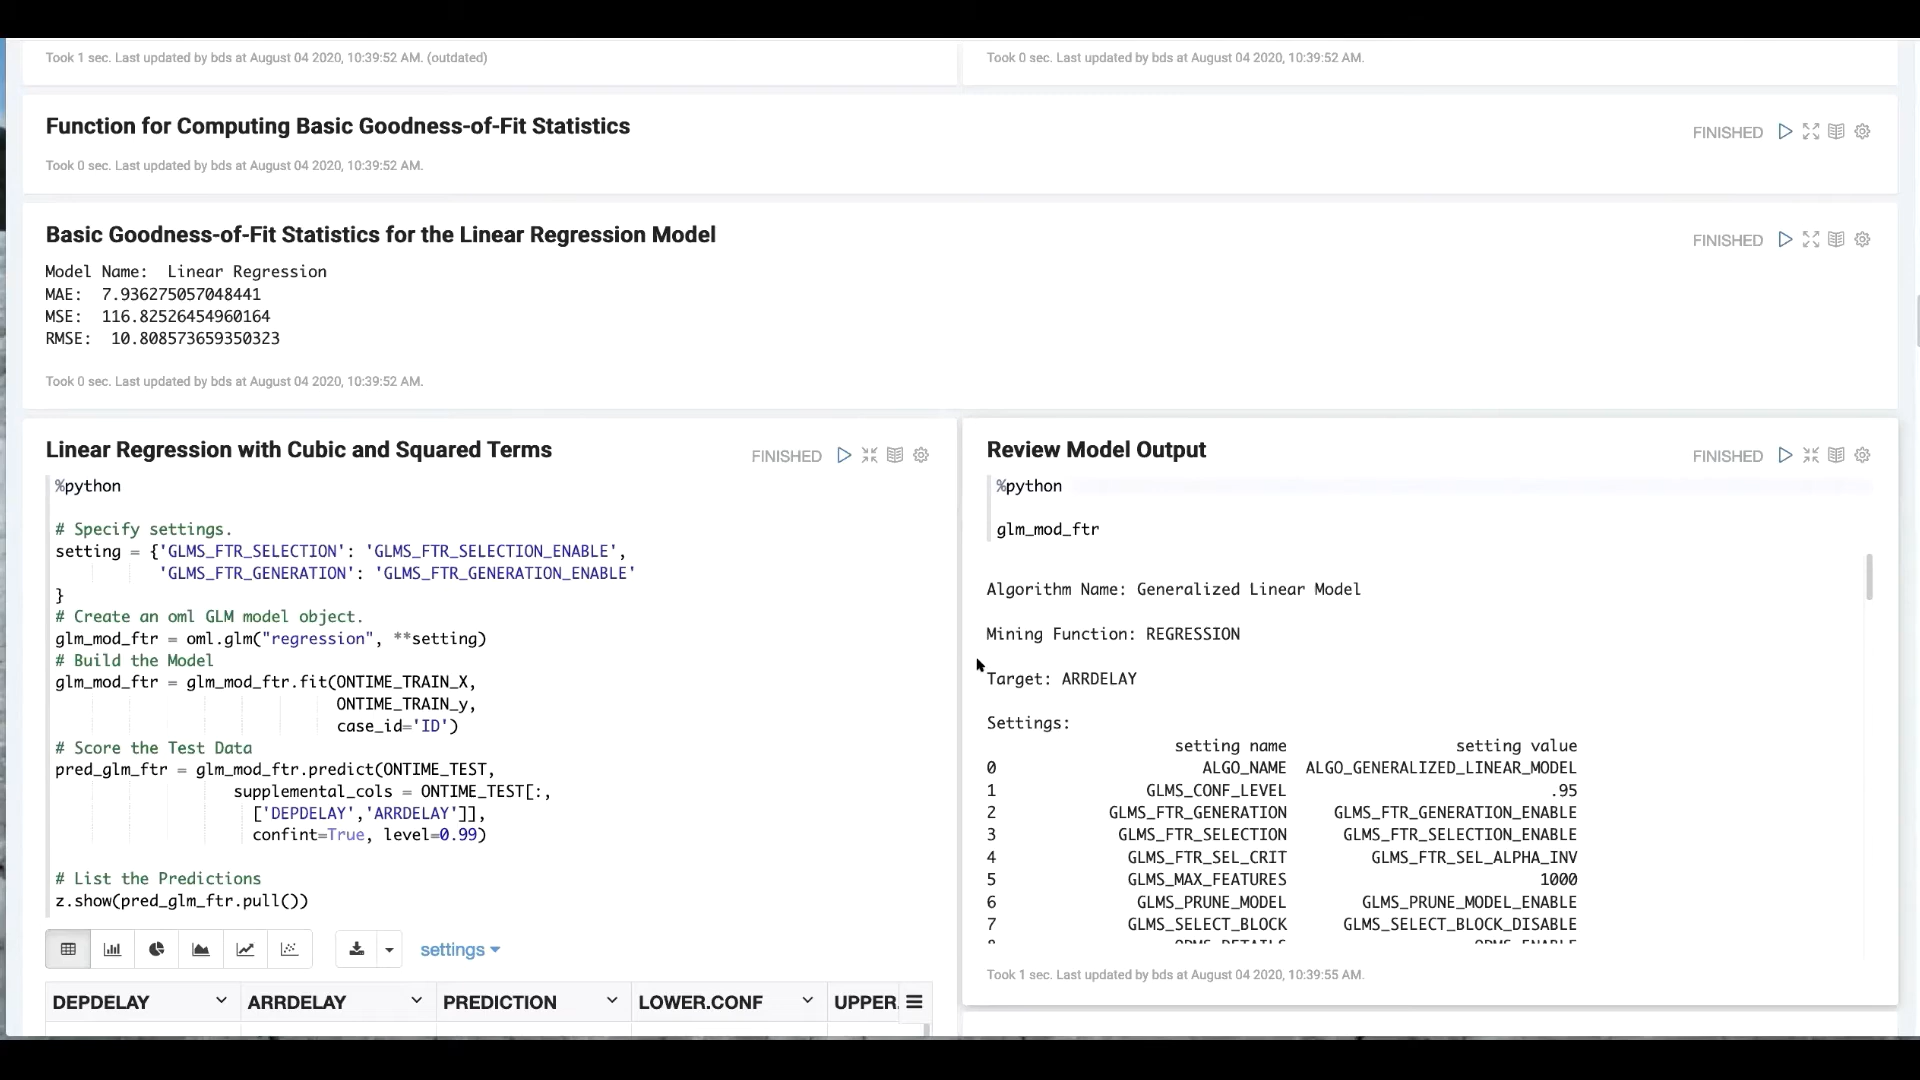 Took 1 sec. Last updated by bds at August 04 2020, 10:39:52 AM. (outdated)
Took 0 sec. Last updated by bds at August 04 2020, 10:39:52 AM.
Function for Computing Basic Goodness-of-Fit Statistics
FINISHED
Took 0 sec. Last updated by bds at August 04 2020, 10:39:52 AM.
Basic Goodness-of-Fit Statistics for the Linear Regression Model
FINISHED
Model Name:  Linear Regression
MAE:  7.936275057048441
MSE:  116.82526454960164
RMSE:  10.808573659350323
Took 0 sec. Last updated by bds at August 04 2020, 10:39:52 AM.
Linear Regression with Cubic and Squared Terms
FINISHED
%python
# Specify settings.
setting = {'GLMS_FTR_SELECTION': 'GLMS_FTR_SELECTION_ENABLE',
'GLMS_FTR_GENERATION': 'GLMS_FTR_GENERATION_ENABLE'
}
# Create an oml GLM model object.
glm_mod_ftr = oml.glm("regression", **setting)
# Build the Model
glm_mod_ftr = glm_mod_ftr.fit(ONTIME_TRAIN_X,
ONTIME_TRAIN_y,
case_id='ID')
# Score the Test Data
pred_glm_ftr = glm_mod_ftr.predict(ONTIME_TEST,
supplemental_cols = ONTIME_TEST[:,
['DEPDELAY','ARRDELAY']],
confint=True, level=0.99)
# List the Predictions
z.show(pred_glm_ftr.pull())
settings
DEPDELAY ARRDELAY PREDICTION LOWER.CONF UPPER.
Review Model Output
FINISHED
%python
glm_mod_ftr
Algorithm Name: Generalized Linear Model
Mining Function: REGRESSION
Target: ARRDELAY
Settings:
setting name setting value
0 ALGO_NAME ALGO_GENERALIZED_LINEAR_MODEL
1 GLMS_CONF_LEVEL .95
2 GLMS_FTR_GENERATION GLMS_FTR_GENERATION_ENABLE
3 GLMS_FTR_SELECTION GLMS_FTR_SELECTION_ENABLE
4 GLMS_FTR_SEL_CRIT GLMS_FTR_SEL_ALPHA_INV
5 GLMS_MAX_FEATURES 1000
6 GLMS_PRUNE_MODEL GLMS_PRUNE_MODEL_ENABLE
7 GLMS_SELECT_BLOCK GLMS_SELECT_BLOCK_DISABLE
Took 1 sec. Last updated by bds at August 04 2020, 10:39:55 AM.